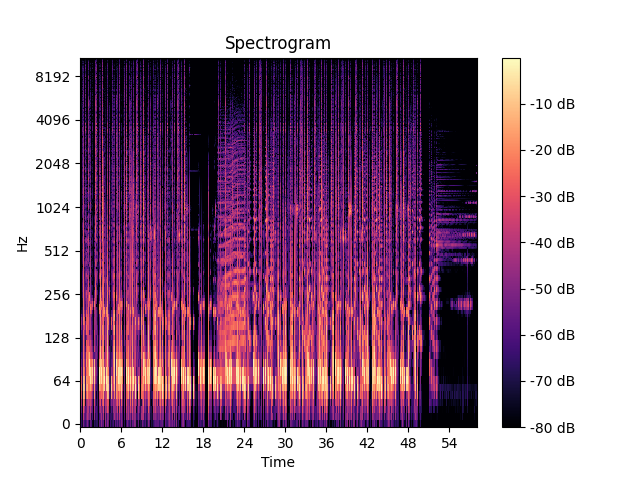 Spectrogram
8192
4096
2048
1024
512
256
128
64
0
Hz
0 6 12 18 24 30 36 42 48 54
Time
-10 dB
-20 dB
-30 dB
-40 dB
-50 dB
-60 dB
-70 dB
-80 dB